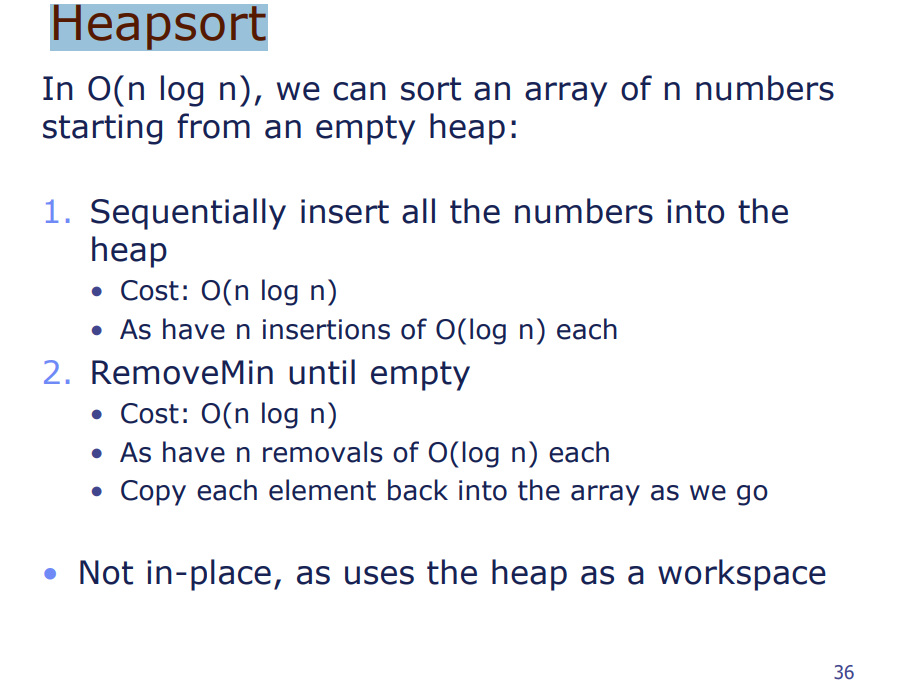 Heapsort
In O(n log n), we can sort an array of n numbers
starting from an empty heap:
1. Sequentially insert all the numbers into the
heap
• Cost: O(n log n)
• As have n insertions of O(log n) each
2. RemoveMin until empty
• Cost: O(n log n)
• As have n removals of O(log n) each
• Copy each element back into the array as we go
• Not in-place, as uses the heap as a workspace
36